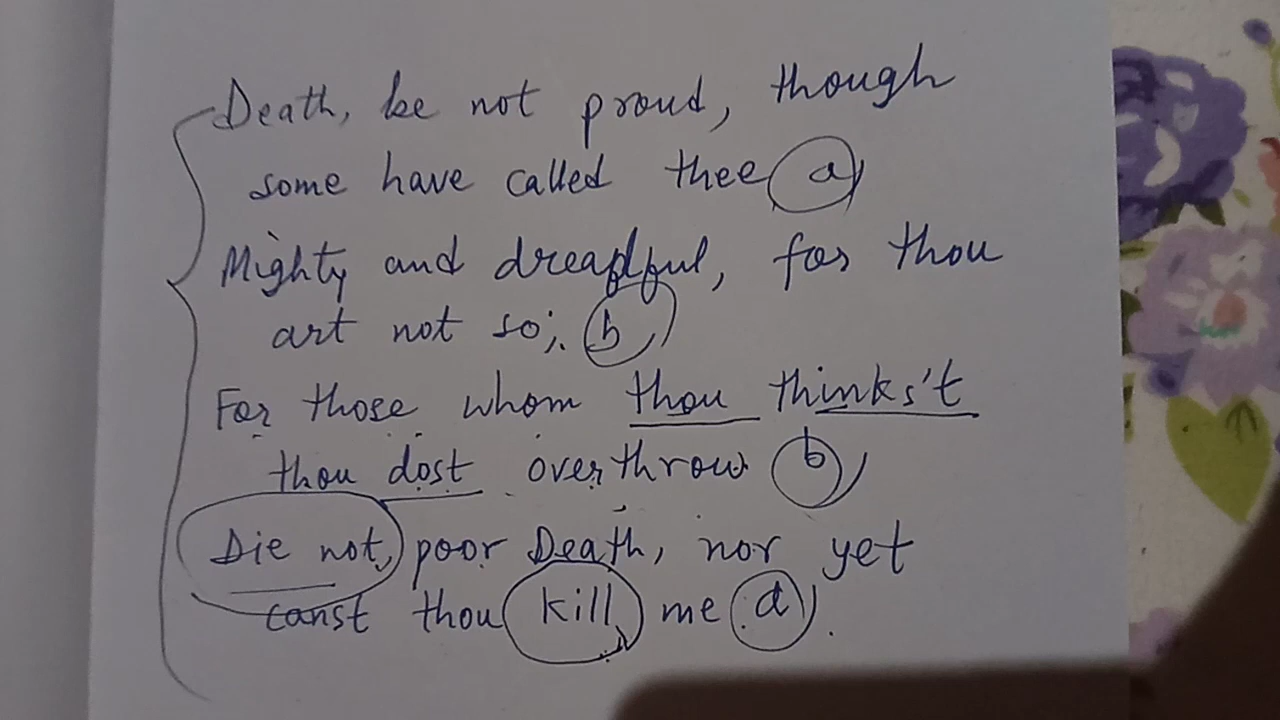 Death, be not proud, though
some have called thee a
Mighty and dreadful, for thou
art not so; b
For those whom thou thinks't
thou dost overthrow b
Die not, poor Death, nor yet
canst thou kill me a.